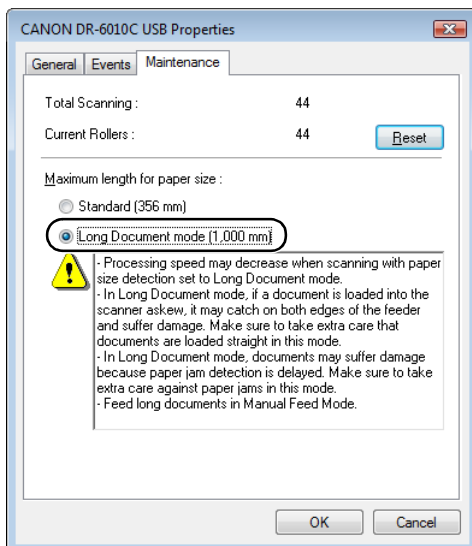 CANON DR-6010C USB Properties
General Events Maintenance
Total Scanning : 44
Current Rollers : 44 Reset
Maximum length for paper size :
Standard (356 mm)
Long Document mode (1,000 mm)
- Processing speed may decrease when scanning with paper
size detection set to Long Document mode.
- In Long Document mode, if a document is loaded into the
scanner askew, it may catch on both edges of the feeder
and suffer damage. Make sure to take extra care that
documents are loaded straight in this mode.
- In Long Document mode, documents may suffer damage
because paper jam detection is delayed. Make sure to take
extra care against paper jams in this mode.
- Feed long documents in Manual Feed Mode.
OK Cancel